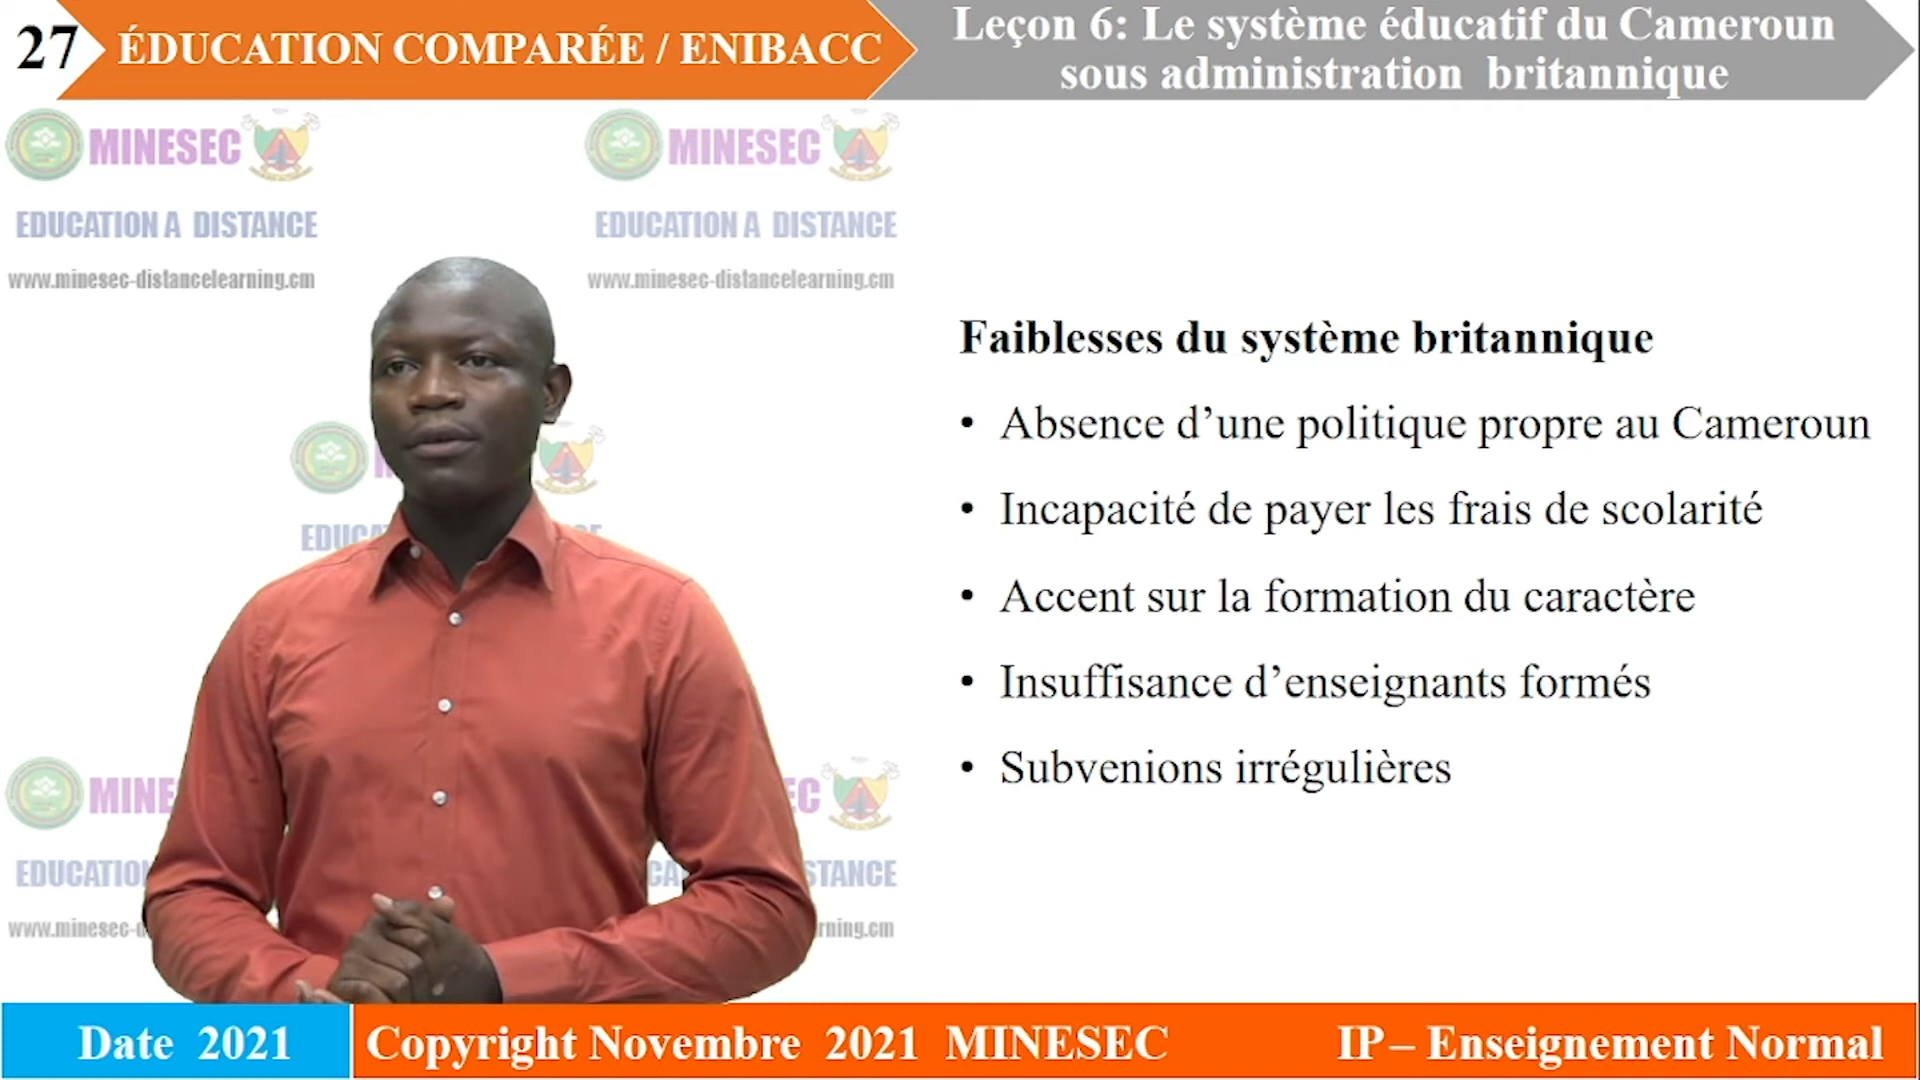 27
ÉDUCATION COMPARÉE / ENIBACC
Leçon 6: Le système éducatif du Cameroun
sous administration britannique
MINESEC
MINESEC
EDUCATION A DISTANCE
EDUCATION A DISTANCE
www.minesec-distancelearning.cm
www.minesec-distancelearning.cm
Faiblesses du système britannique
• Absence d’une politique propre au Cameroun
• Incapacité de payer les frais de scolarité
• Accent sur la formation du caractère
• Insuffisance d’enseignants formés
• Subvenions irrégulières
Date 2021
Copyright Novembre 2021 MINESEC
IP – Enseignement Normal